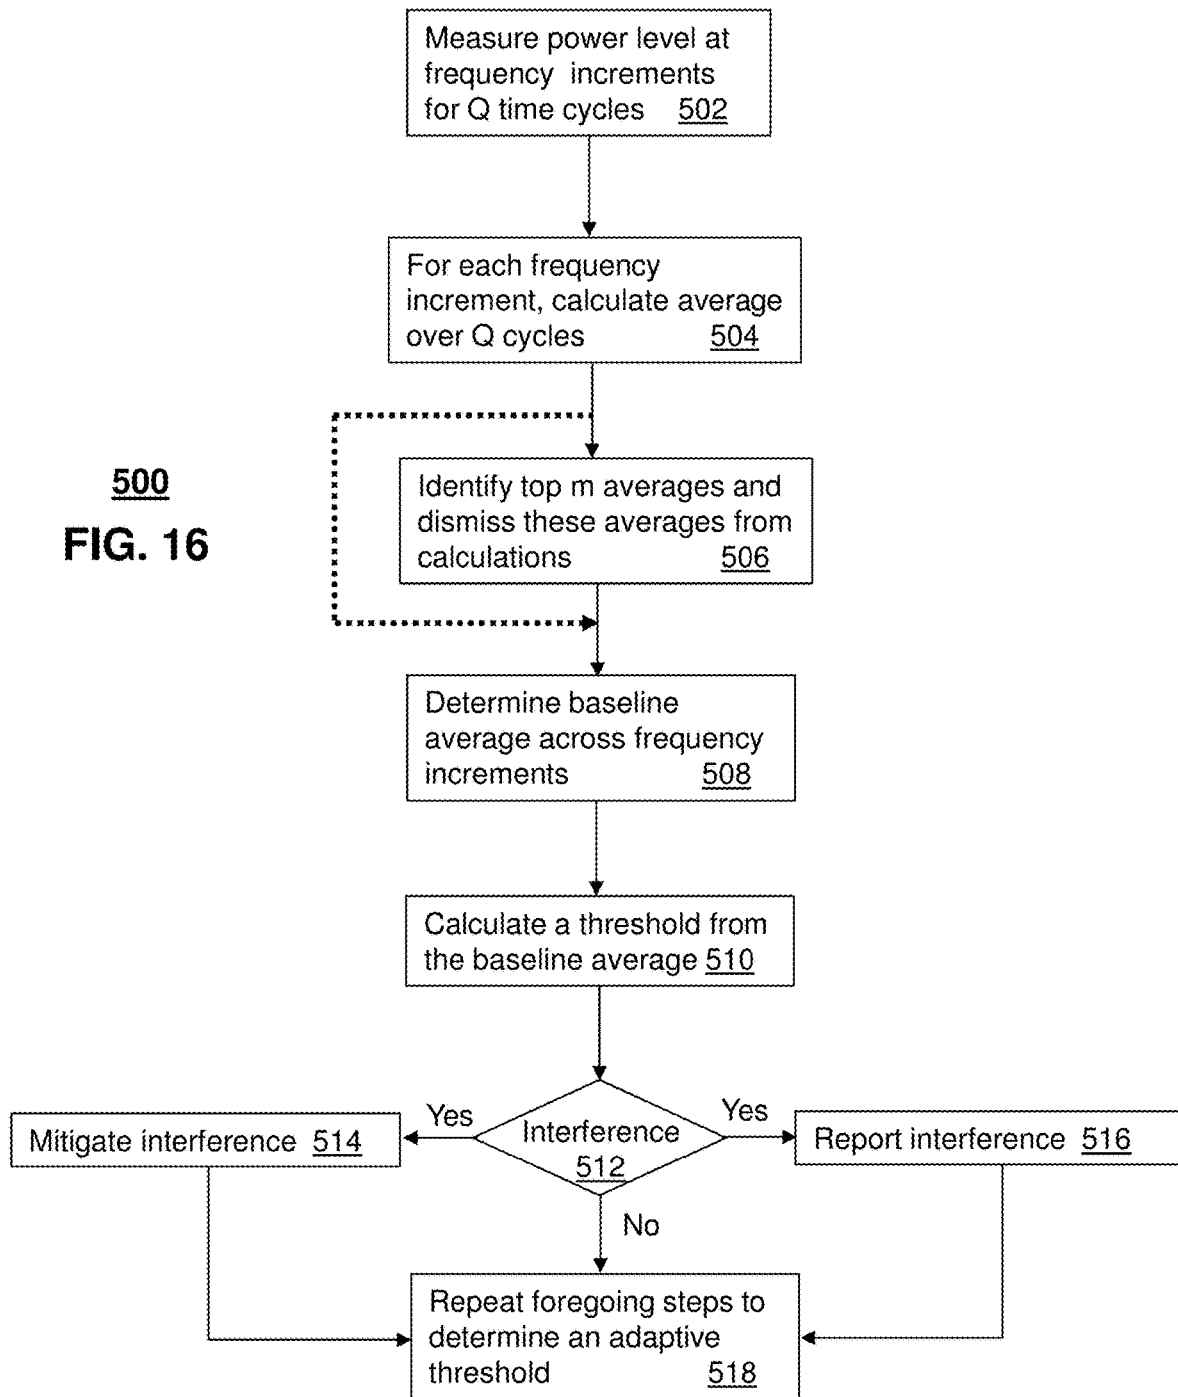 Measure power level at
frequency increments
for Q time cycles 502
For each frequency
increment, calculate average
over Q cycles 504
500
FIG. 16
Identify top m averages and
dismiss these averages from
calculations 506
Determine baseline
average across frequency
increments 508
Calculate a threshold from
the baseline average 510
Yes
Yes
Mitigate interference 514
Interference
512
Report interference 516
No
Repeat foregoing steps to
determine an adaptive
threshold 518